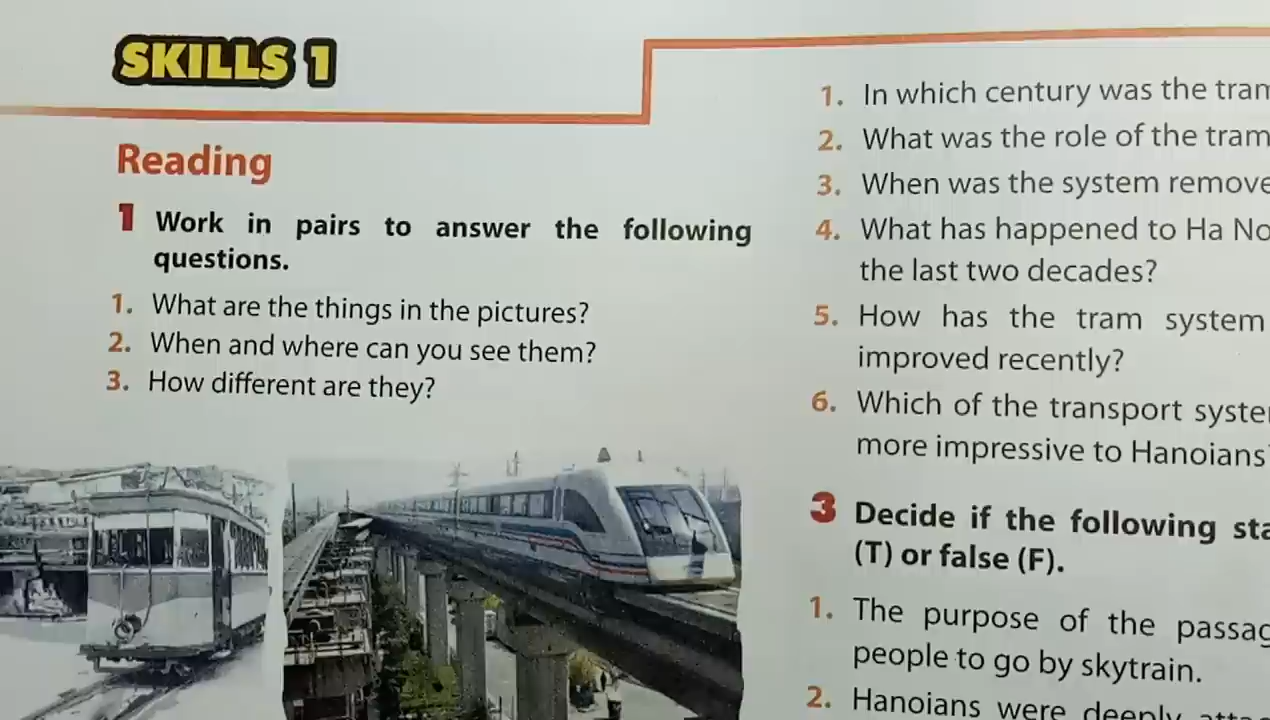 SKILLS 1
Reading
1 Work in pairs to answer the following
questions.
1. What are the things in the pictures?
2. When and where can you see them?
3. How different are they?
1. In which century was the tram
2. What was the role of the tram
3. When was the system remove
4. What has happened to Ha No
the last two decades?
5. How has the tram system
improved recently?
6. Which of the transport syste
more impressive to Hanoians
3 Decide if the following sta
(T) or false (F).
1. The purpose of the passag
people to go by skytrain.
2. Hanoians were deeply